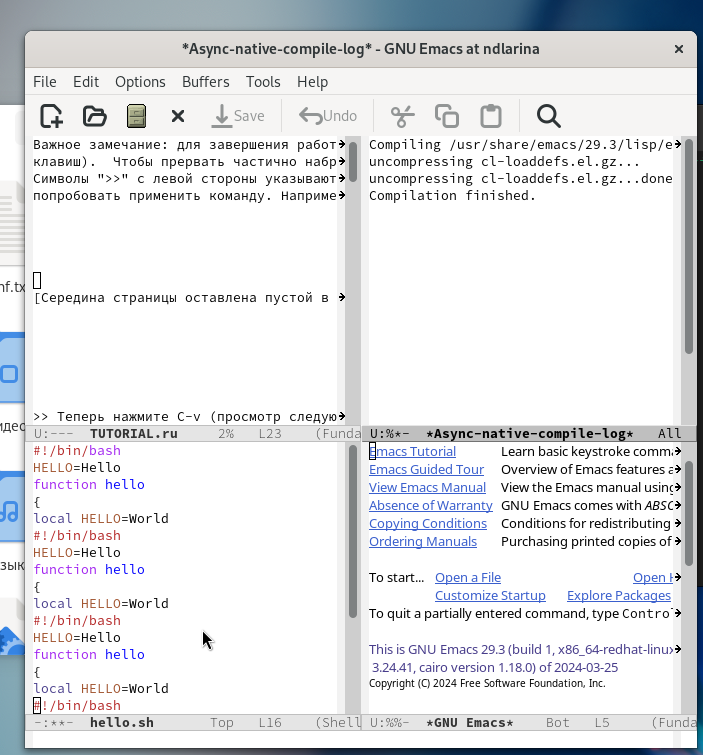 *Async-native-compile-log* - GNU Emacs at ndlarina
File Edit Options Buffers Tools Help
Save Undo
Важное замечание: для завершения работ
клавиш).  Чтобы прервать частично набр
Символы ">>" с левой стороны указывают
попробовать применить команду. Наприме
[Середина страницы оставлена пустой в
>> Теперь нажмите C-v (просмотр следую
U:--- TUTORIAL.ru 2% L23 (Funda
Compiling /usr/share/emacs/29.3/lisp/e
uncompressing cl-loaddefs.el.gz...
uncompressing cl-loaddefs.el.gz...done
Compilation finished.
U:%*- *Async-native-compile-log* All
#!/bin/bash
HELLO=Hello
function hello
{
local HELLO=World
#!/bin/bash
HELLO=Hello
function hello
{
local HELLO=World
#!/bin/bash
HELLO=Hello
function hello
{
local HELLO=World
#!/bin/bash
-:**- hello.sh Top L16 (Shell
Emacs Tutorial Learn basic keystroke comm
Emacs Guided Tour Overview of Emacs features a
View Emacs Manual View the Emacs manual using
Absence of Warranty GNU Emacs comes with ABSO
Copying Conditions Conditions for redistributing
Ordering Manuals Purchasing printed copies of
To start... Open a File Open H
Customize Startup Explore Packages
To quit a partially entered command, type Contro
This is GNU Emacs 29.3 (build 1, x86_64-redhat-linux
3.24.41, cairo version 1.18.0) of 2024-03-25
Copyright (C) 2024 Free Software Foundation, Inc.
U:%%- *GNU Emacs* Bot L5 (Funda
nf.tx
идео
зык